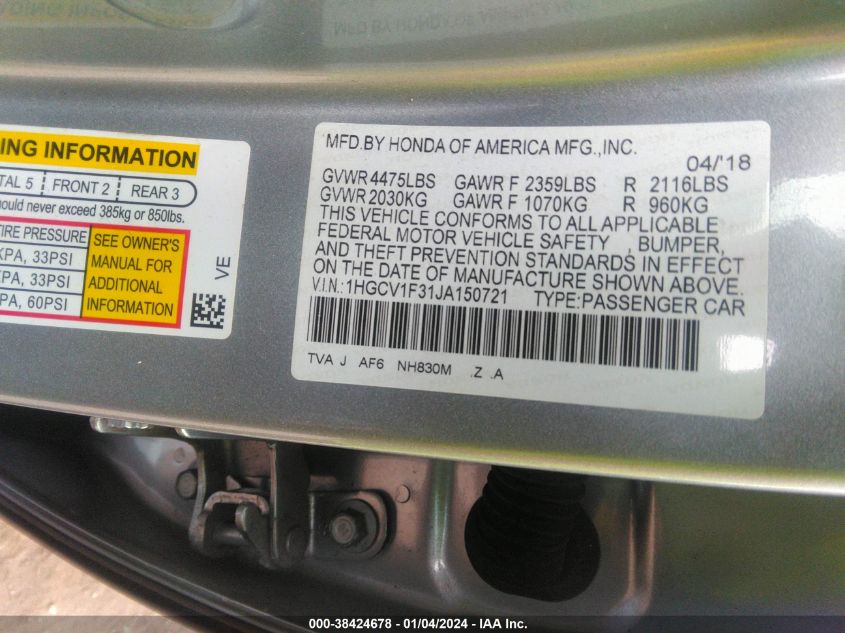 ING INFORMATION
TAL 5 FRONT 2 REAR 3
hould never exceed 385kg or 850lbs.
TIRE PRESSURE
KPA, 33PSI
KPA, 33PSI
PA, 60PSI
SEE OWNER'S
MANUAL FOR
ADDITIONAL
INFORMATION
VE
MFD.BY HONDA OF AMERICA MFG.,INC.
04/'18
GVWR 4475LBS GAWR F 2359LBS R 2116LBS
GVWR 2030KG GAWR F 1070KG R 960KG
THIS VEHICLE CONFORMS TO ALL APPLICABLE
FEDERAL MOTOR VEHICLE SAFETY , BUMPER,
AND THEFT PREVENTION STANDARDS IN EFFECT
ON THE DATE OF MANUFACTURE SHOWN ABOVE.
V.I.N.: 1HGCV1F31JA150721 TYPE:PASSENGER CAR
TVA J AF6 NH830M .Z .A
000-38424678 - 01/04/2024 - IAA Inc.